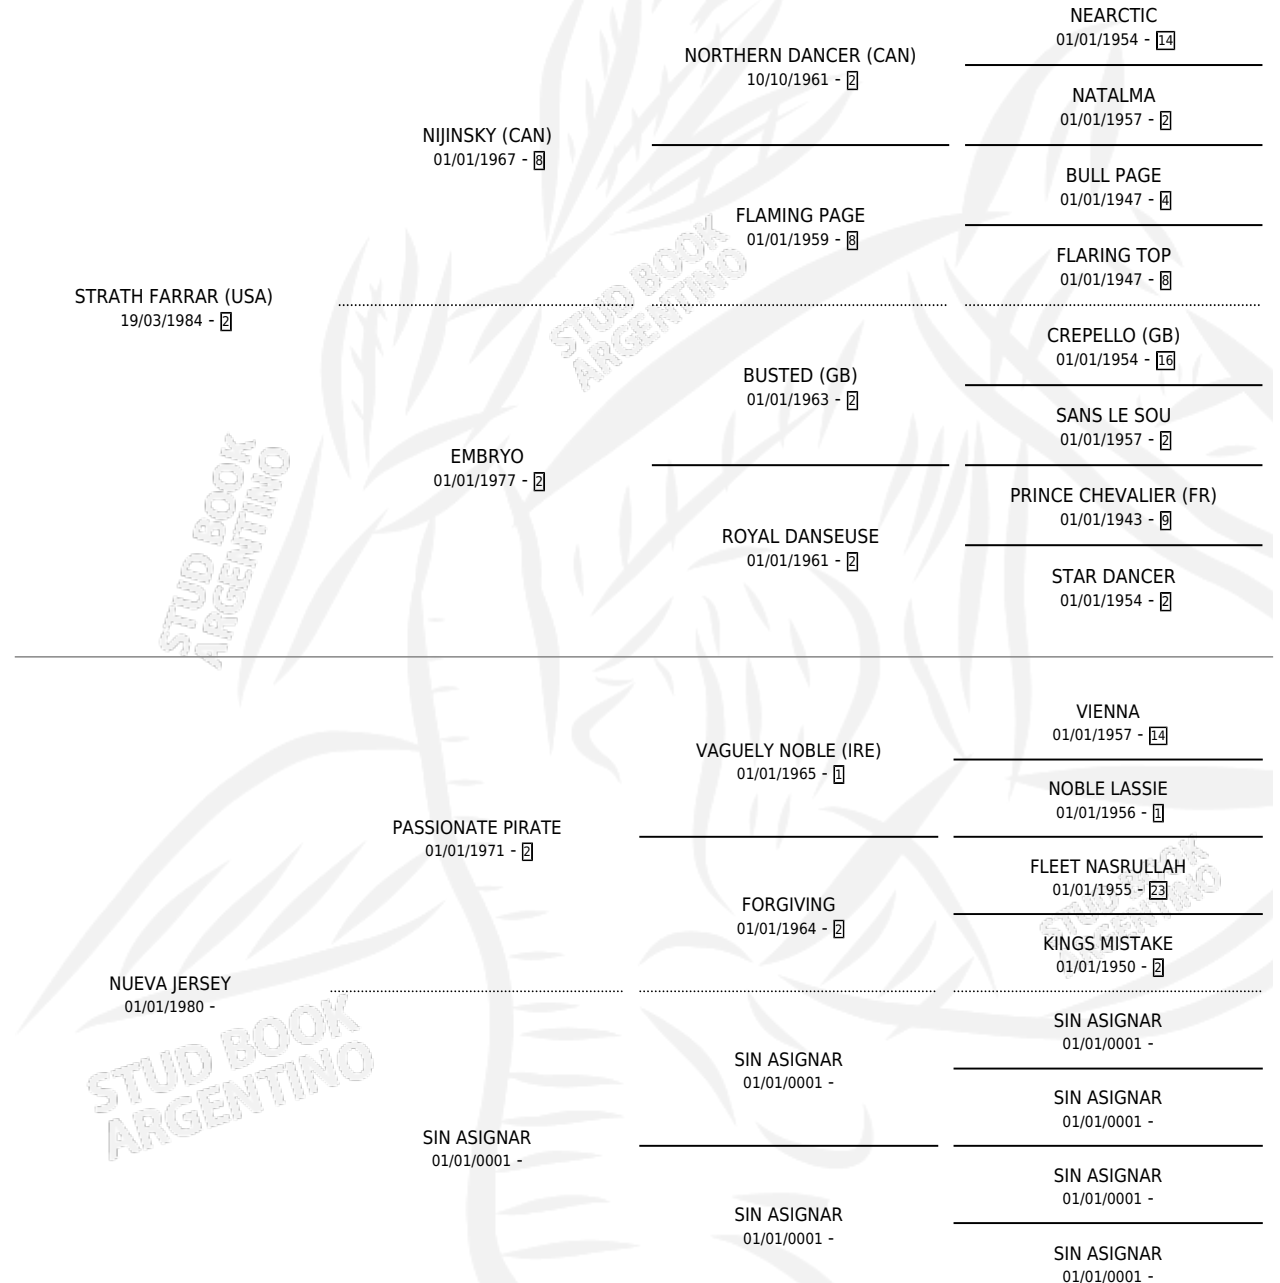 NEARCTIC
01/01/1954 - 14
NORTHERN DANCER (CAN)
10/10/1961 - 2
NATALMA
01/01/1957 - 2
NIJINSKY (CAN)
01/01/1967 - 8
BULL PAGE
01/01/1947 - 4
FLAMING PAGE
01/01/1959 - 8
FLARING TOP
01/01/1947 - 8
STRATH FARRAR (USA)
19/03/1984 - 2
CREPELLO (GB)
01/01/1954 - 16
BUSTED (GB)
01/01/1963 - 2
SANS LE SOU
01/01/1957 - 2
EMBRYO
01/01/1977 - 2
PRINCE CHEVALIER (FR)
01/01/1943 - 9
ROYAL DANSEUSE
01/01/1961 - 2
STAR DANCER
01/01/1954 - 2
VIENNA
01/01/1957 - 14
VAGUELY NOBLE (IRE)
01/01/1965 - 1
NOBLE LASSIE
01/01/1956 - 1
PASSIONATE PIRATE
01/01/1971 - 2
FLEET NASRULLAH
01/01/1955 - 23
FORGIVING
01/01/1964 - 2
KINGS MISTAKE
01/01/1950 - 2
NUEVA JERSEY
01/01/1980 -
SIN ASIGNAR
01/01/0001 -
SIN ASIGNAR
01/01/0001 -
SIN ASIGNAR
01/01/0001 -
SIN ASIGNAR
01/01/0001 -
SIN ASIGNAR
01/01/0001 -
SIN ASIGNAR
01/01/0001 -
SIN ASIGNAR
01/01/0001 -
STUD BOOK
ARGENTINO
STUD BOOK
ARGENTINO
STUD BOOK
ARGENTINO
STUD BOOK
ARGENTINO